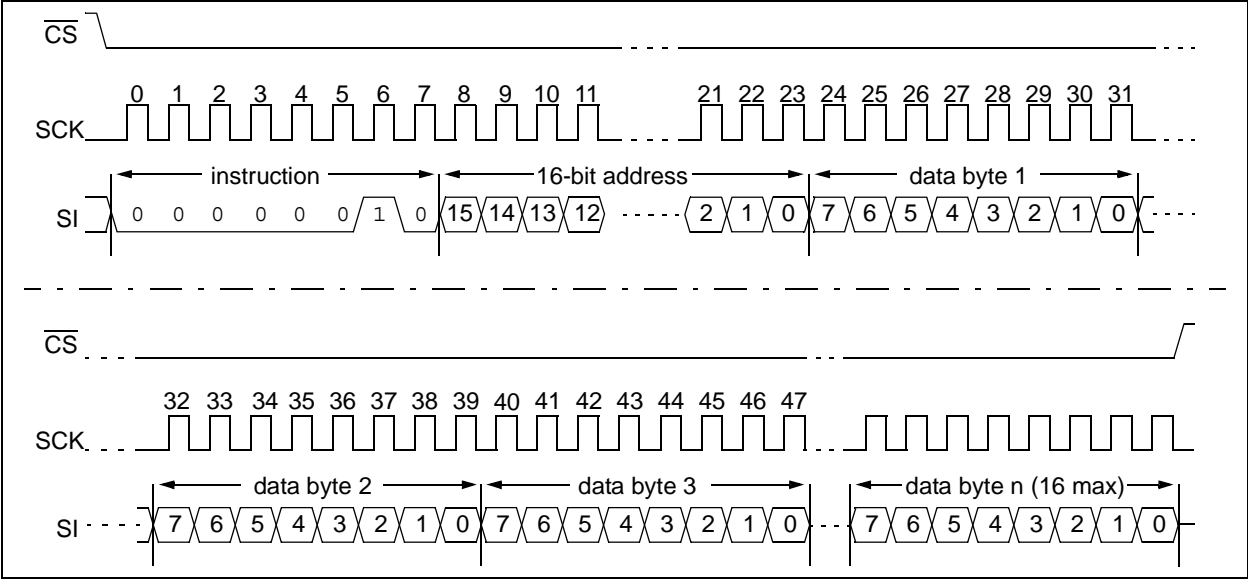 CS
0 1 2 3 4 5 6 7 8 9 10 11 21 22 23 24 25 26 27 28 29 30 31
SCK
instruction 16-bit address data byte 1
SI 0 0 0 0 0 0 1 0 15 14 13 12 2 1 0 7 6 5 4 3 2 1 0
CS
32 33 34 35 36 37 38 39 40 41 42 43 44 45 46 47
SCK
data byte 2 data byte 3 data byte n (16 max)
SI 7 6 5 4 3 2 1 0 7 6 5 4 3 2 1 0 7 6 5 4 3 2 1 0